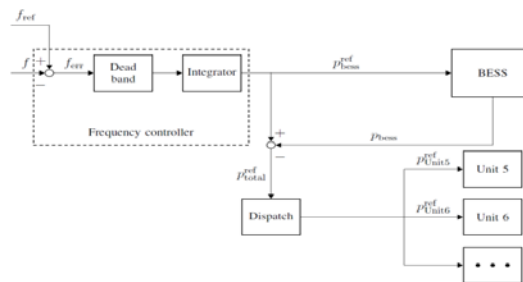 f_ref
f
+
−
f_err
Dead
band
Integrator
Frequency controller
p_bess^ref
BESS
+
−
p_bess
p_total^ref
Dispatch
p_Unit5^ref
Unit 5
p_Unit6^ref
Unit 6
• • •